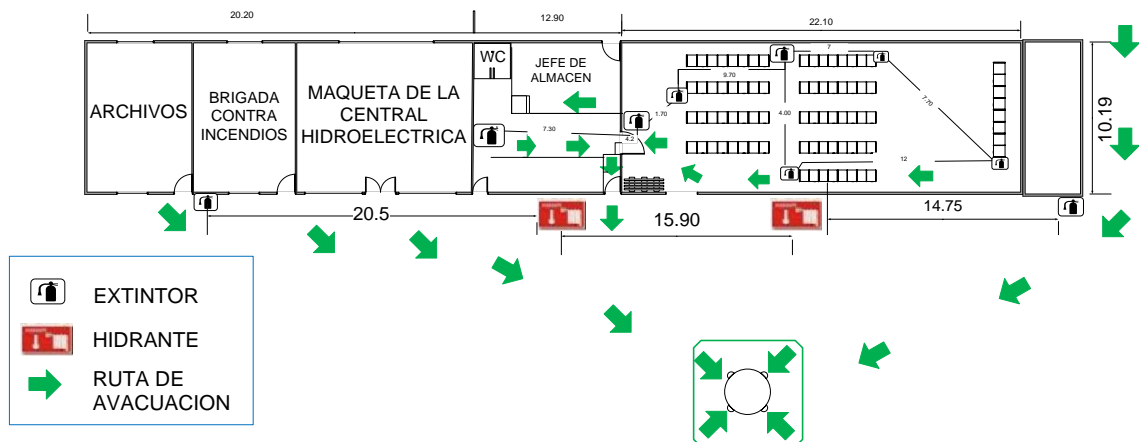 20.20
12.90
22.10
WC
JEFE DE
ALMACEN
ARCHIVOS
BRIGADA
CONTRA
INCENDIOS
MAQUETA DE LA
CENTRAL
HIDROELECTRICA
7
9.70
7.70
1.70
4.00
7.30
4.2
12
10.19
20.5
15.90
14.75
EXTINTOR
HIDRANTE
RUTA DE
AVACUACION